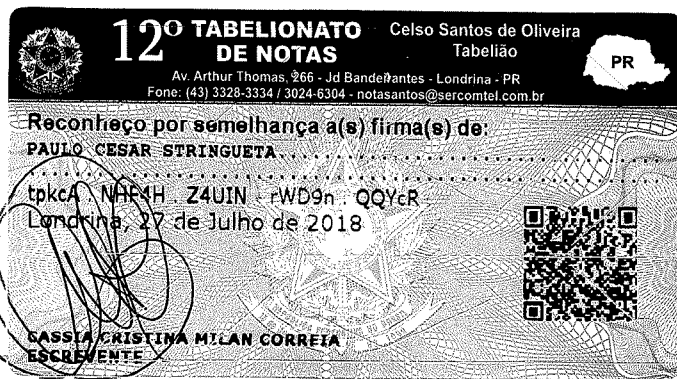 12º TABELIONATO DE NOTAS
Celso Santos de Oliveira
Tabelião
PR
Av. Arthur Thomas, 266 - Jd Bandeirantes - Londrina - PR
Fone: (43) 3328-3334 / 3024-6304 - notasantos@sercomtel.com.br
Reconheço por semelhança a(s) firma(s) de:
PAULO CESAR STRINGUETA
tpkcA . NHF4H . Z4UIN - rWD9n . QQYcR
Londrina, 27 de Julho de 2018
CASSIA CRISTINA MILAN CORREIA
ESCREVENTE